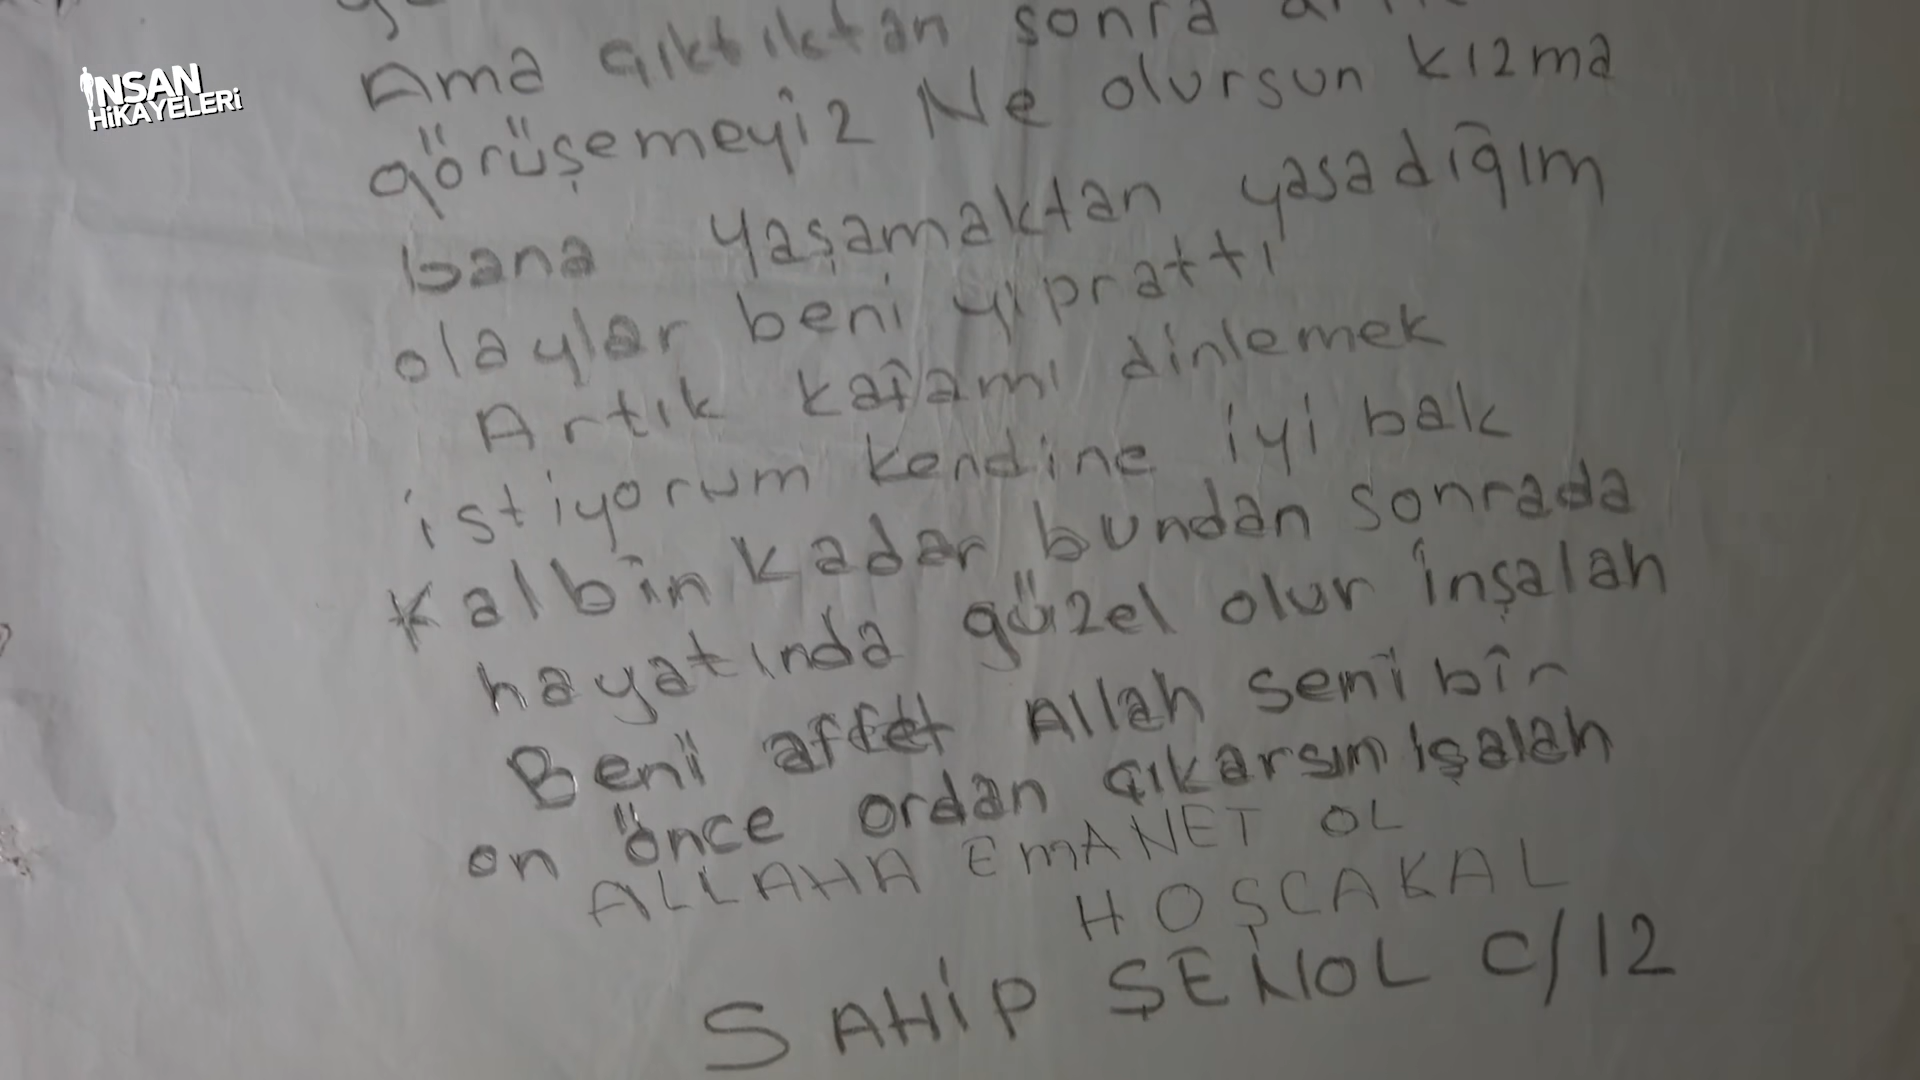 İNSAN
HİKAYELERİ
Ama çıktıktan sonra
görüşemeyiz Ne olursun kızma
bana yaşamaktan yasadığım
olaylar beni yıprattı
Artık kafamı dinlemek
istiyorum kendine iyi bak
Kalbin kadar bundan sonrada
hayatında güzel olur inşalah
Beni affet Allah seni bir
on önce ordan çıkarsın işalah
ALLAHA EMANET OL
HOŞCAKAL
SAHİP ŞENOL C/12